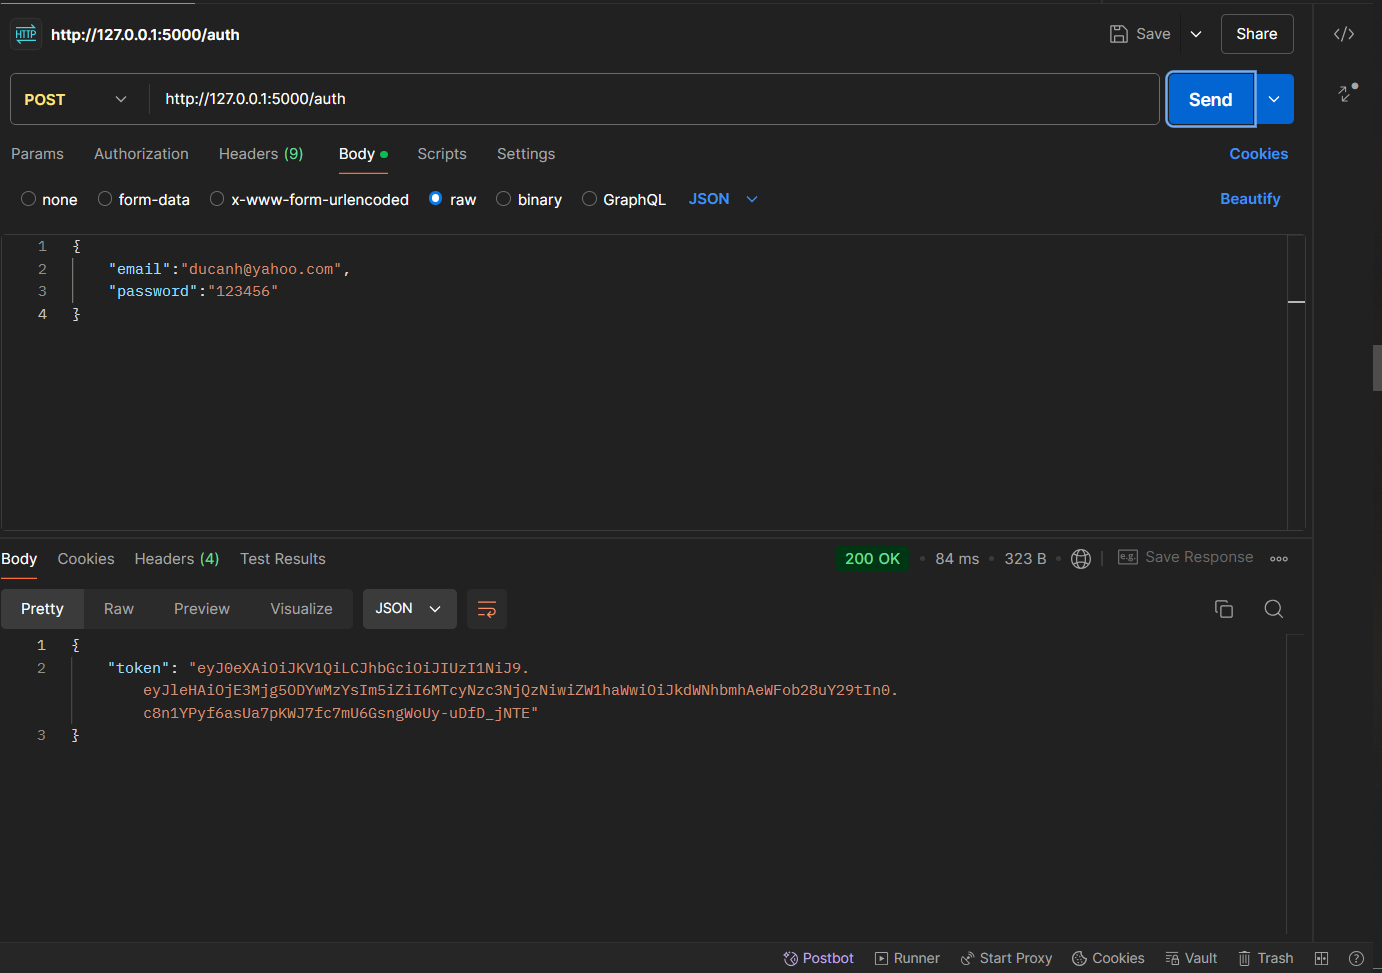 HTTP http://127.0.0.1:5000/auth Save Share
POST http://127.0.0.1:5000/auth Send
Params Authorization Headers (9) Body Scripts Settings Cookies
none form-data x-www-form-urlencoded raw binary GraphQL JSON Beautify
1 {
2 "email":"ducanh@yahoo.com",
3 "password":"123456"
4 }
Body Cookies Headers (4) Test Results 200 OK 84 ms 323 B e.g. Save Response
Pretty Raw Preview Visualize JSON
1 {
2 "token": "eyJ0eXAiOiJKV1QiLCJhbGciOiJIUzI1NiJ9.
eyJleHAiOjE3Mjg5ODYwMzYsIm5iZiI6MTcyNzc3NjQzNiwiZW1haWwiOiJkdWNhbmhAeWFob28uY29tIn0.
c8n1YPyf6asUa7pKWJ7fc7mU6GsngWoUy-uDfD_jNTE"
3 }
Postbot Runner Start Proxy Cookies Vault Trash